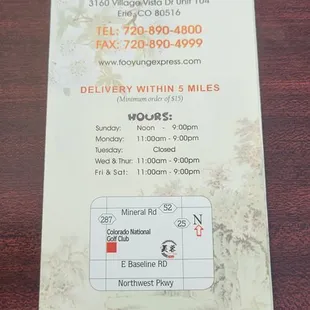 3160 Village Vista Dr Unit 104
Erie, CO 80516
TEL: 720-890-4800
FAX: 720-890-4999
www.fooyungexpress.com
DELIVERY WITHIN 5 MILES
(Minimum order of $15)
HOURS:
Sunday: Noon - 9:00pm
Monday: 11:00am - 9:00pm
Tuesday: Closed
Wed & Thur: 11:00am - 9:00pm
Fri & Sat: 11:00am - 9:00pm
Mineral Rd 52
287 25 N
Colorado National
Golf Club
E Baseline RD
Northwest Pkwy